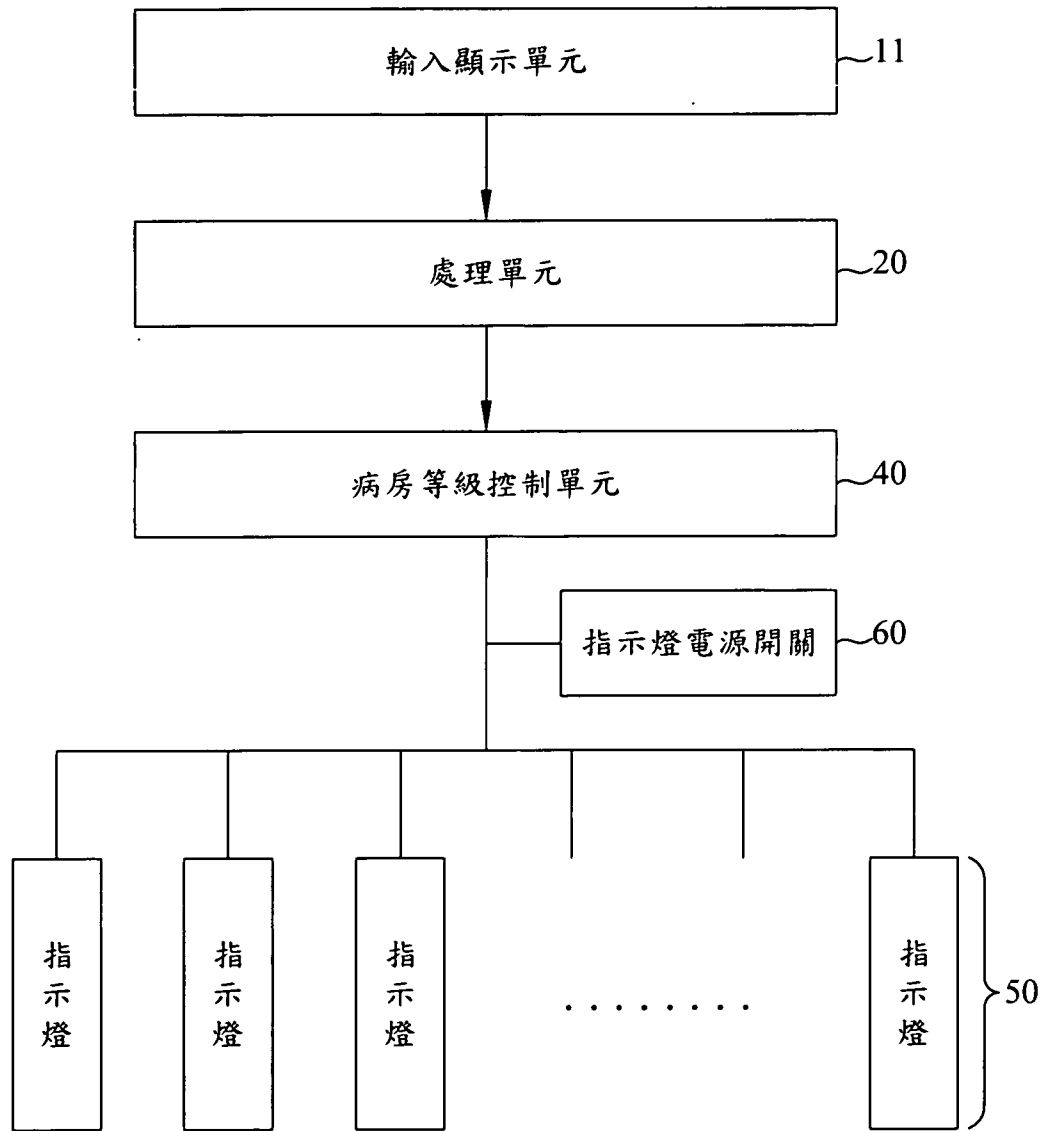 輸入顯示單元
11
處理單元
20
病房等級控制單元
40
指示燈電源開關
60
指示燈
指示燈
指示燈
........
指示燈
50